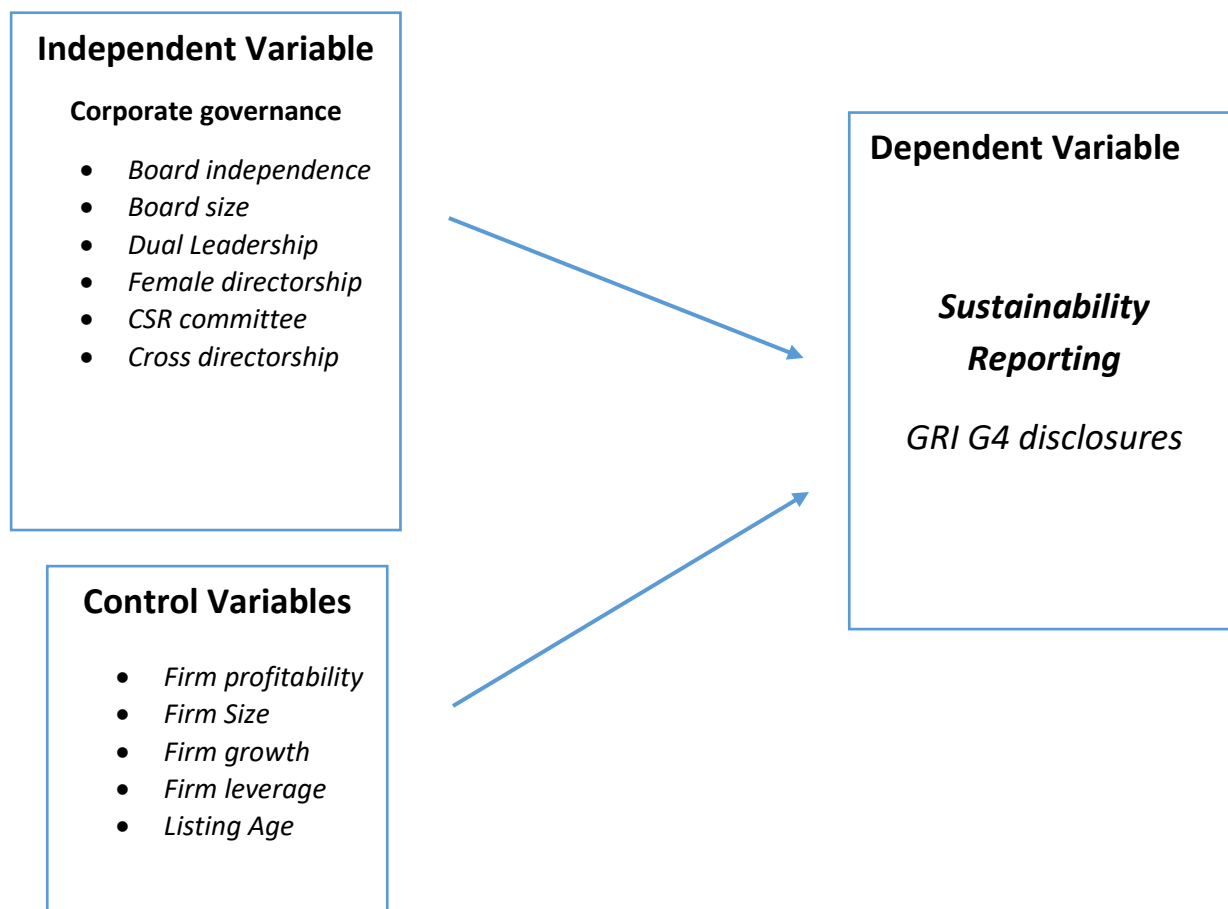 Independent Variable
Corporate governance
• Board independence
• Board size
• Dual Leadership
• Female directorship
• CSR committee
• Cross directorship
Dependent Variable
Sustainability
Reporting
GRI G4 disclosures
Control Variables
• Firm profitability
• Firm Size
• Firm growth
• Firm leverage
• Listing Age